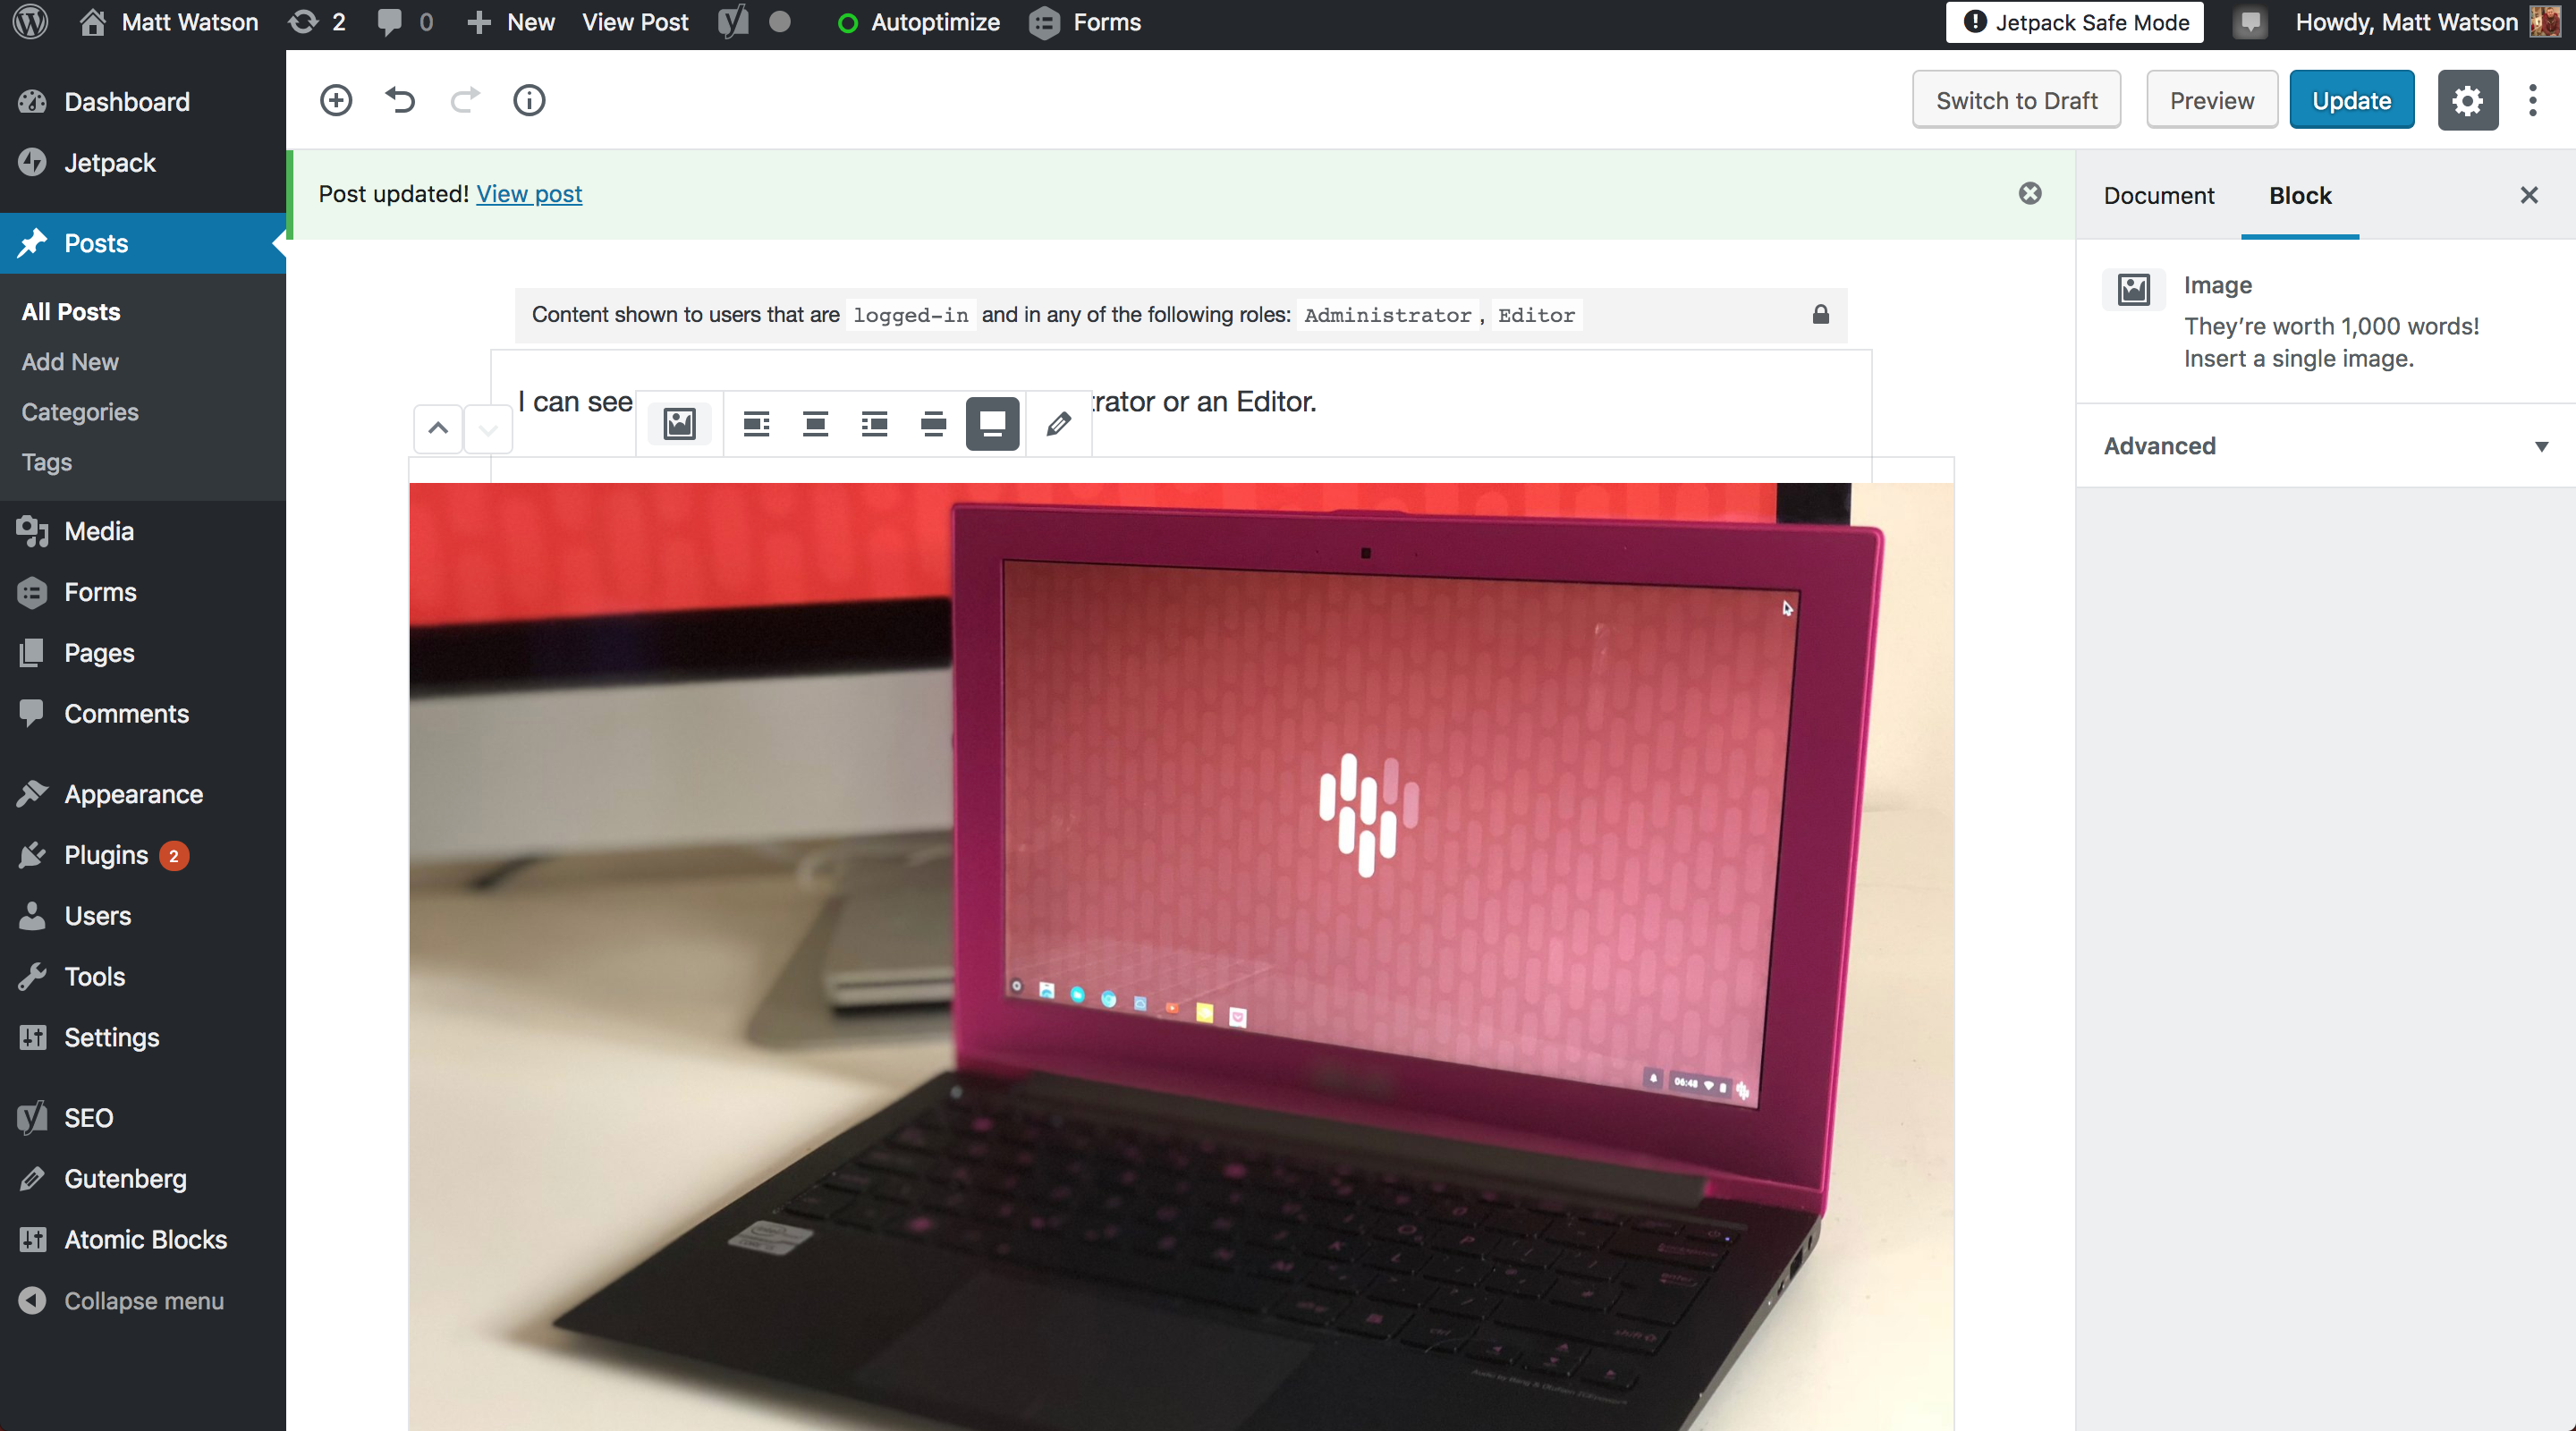 Matt Watson 2 0 New View Post Autoptimize Forms Jetpack Safe Mode Howdy, Matt Watson
Dashboard
Jetpack
Posts
All Posts
Add New
Categories
Tags
Media
Forms
Pages
Comments
Appearance
Plugins 2
Users
Tools
Settings
SEO
Gutenberg
Atomic Blocks
Collapse menu
Switch to Draft Preview Update
Post updated! View post
Content shown to users that are logged-in and in any of the following roles: Administrator, Editor
I can see rator or an Editor.
06:48
Document Block
Image
They’re worth 1,000 words!
Insert a single image.
Advanced